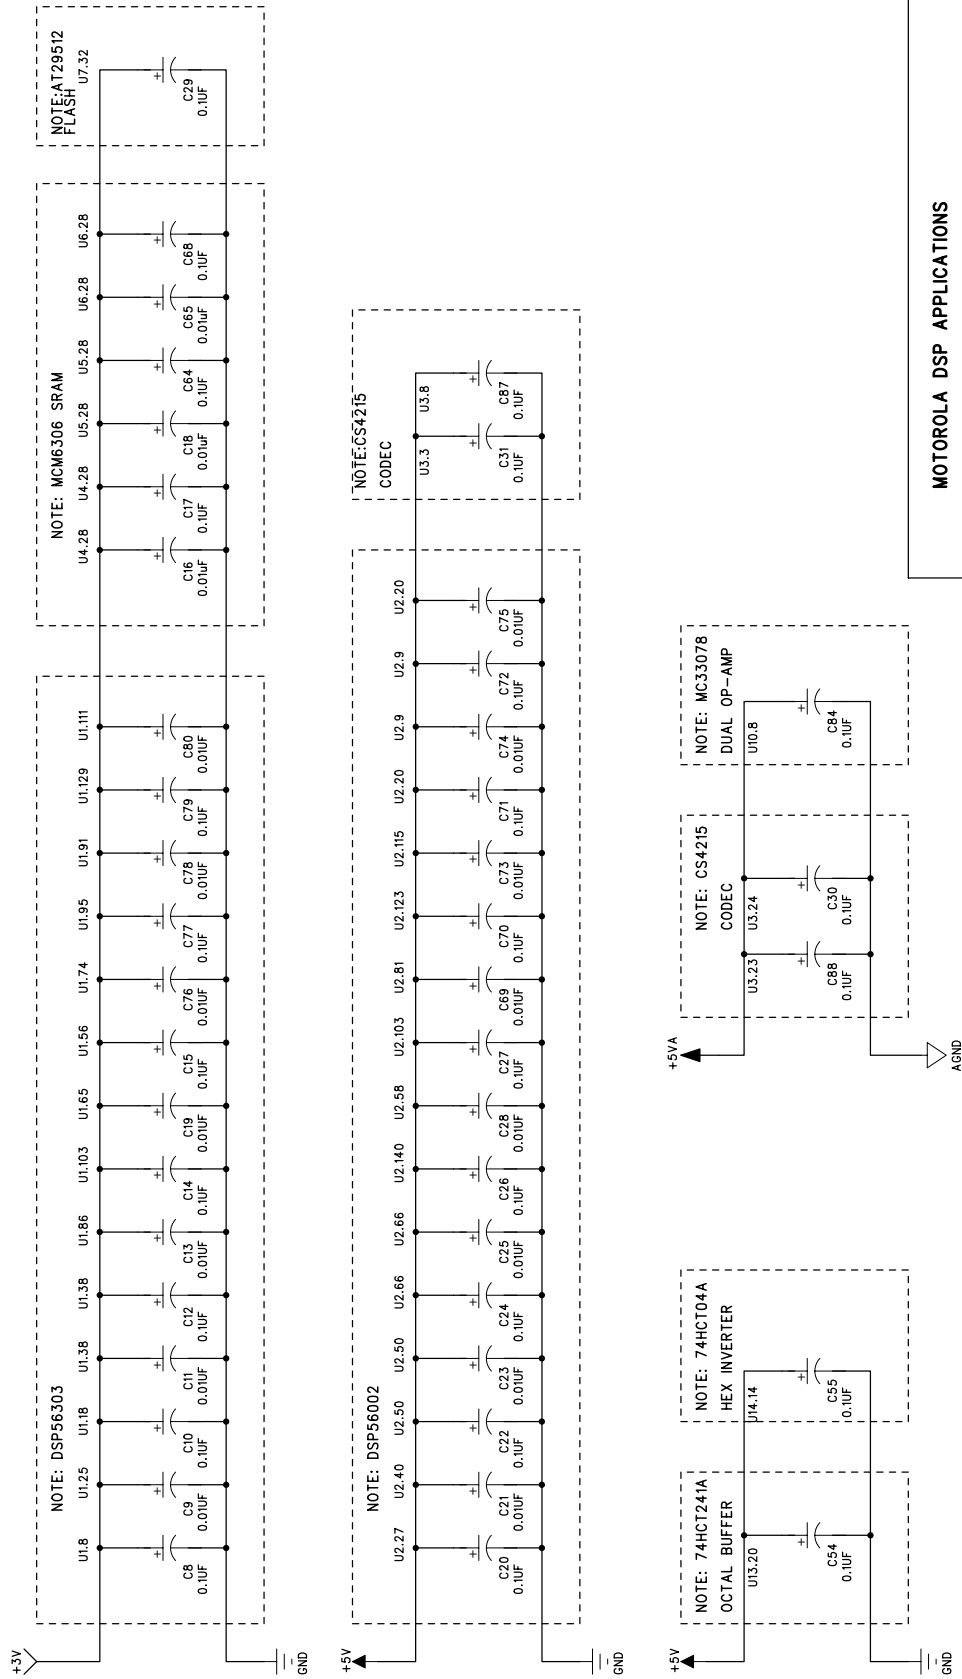 +3V
GND
NOTE: DSP56303
U1.8
C8
0.1UF
U1.25
C9
0.01UF
U1.18
C10
0.1UF
U1.38
C11
0.01UF
U1.38
C12
0.1UF
U1.86
C13
0.01UF
U1.103
C14
0.1UF
U1.65
C19
0.01UF
U1.56
C15
0.1UF
U1.74
C76
0.01UF
U1.95
C77
0.1UF
U1.91
C78
0.01UF
U1.129
C79
0.1UF
U1.111
C80
0.01UF
NOTE: MCM6306 SRAM
U4.28
C16
0.01uF
U4.28
C17
0.1UF
U5.28
C18
0.01uF
U5.28
C64
0.1UF
U6.28
C65
0.01uF
U6.28
C68
0.1UF
NOTE:AT29512
FLASH
U7.32
C29
0.1UF
+5V
GND
NOTE: DSP56002
U2.27
C20
0.1UF
U2.40
C21
0.01UF
U2.50
C22
0.1UF
U2.50
C23
0.01UF
U2.66
C24
0.1UF
U2.66
C25
0.01UF
U2.140
C26
0.1UF
U2.58
C28
0.01UF
U2.103
C27
0.1UF
U2.81
C69
0.01UF
U2.123
C70
0.1UF
U2.115
C73
0.01UF
U2.20
C71
0.1UF
U2.9
C74
0.01UF
U2.9
C72
0.1UF
U2.20
C75
0.01UF
NOTE:CS4215
CODEC
U3.3
C31
0.1UF
U3.8
C87
0.1UF
+5V
GND
NOTE: 74HCT241A
OCTAL BUFFER
U13.20
C54
0.1UF
NOTE: 74HCT04A
HEX INVERTER
U14.14
C55
0.1UF
+5VA
AGND
NOTE: CS4215
CODEC
U3.23
C88
0.1UF
U3.24
C30
0.1UF
NOTE: MC33078
DUAL OP-AMP
U10.8
C84
0.1UF
MOTOROLA DSP APPLICATIONS